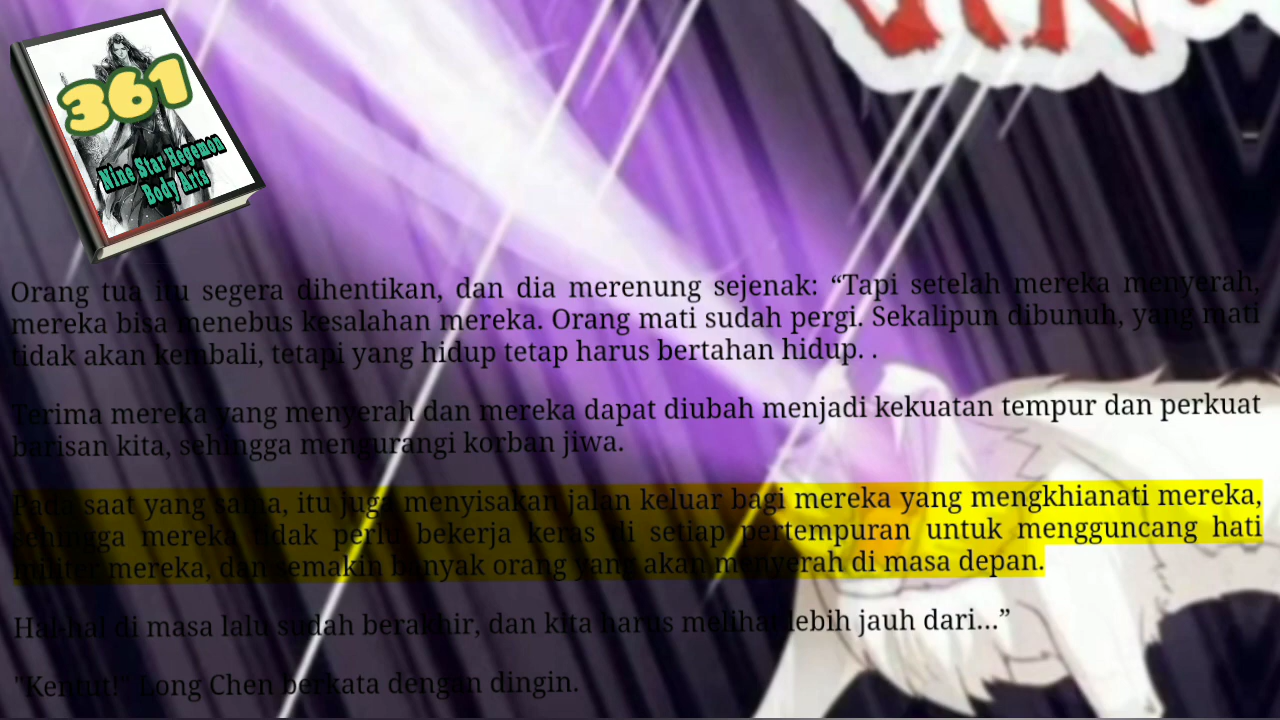 361
Nine Star Hegemon
Body Arts
Orang tua itu segera dihentikan, dan dia merenung sejenak: “Tapi setelah mereka menyerah,
mereka bisa menebus kesalahan mereka. Orang mati sudah pergi. Sekalipun dibunuh, yang mati
tidak akan kembali, tetapi yang hidup tetap harus bertahan hidup. .
Terima mereka yang menyerah dan mereka dapat diubah menjadi kekuatan tempur dan perkuat
barisan kita, sehingga mengurangi korban jiwa.
Pada saat yang sama, itu juga menyisakan jalan keluar bagi mereka yang mengkhianati mereka,
sehingga mereka tidak perlu bekerja keras di setiap pertempuran untuk mengguncang hati
militer mereka, dan semakin banyak orang yang akan menyerah di masa depan.
Hal-hal di masa lalu sudah berakhir, dan kita harus melihat lebih jauh dari...”
"Kentut!" Long Chen berkata dengan dingin.